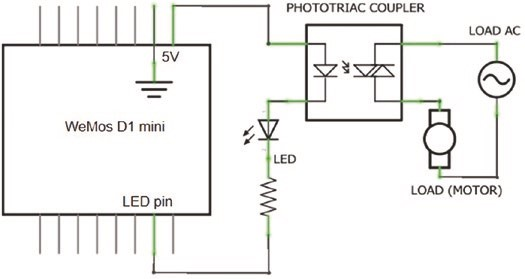 PHOTOTRIAC COUPLER
LOAD AC
5V
WeMos D1 mini
LED
LED pin
LOAD (MOTOR)